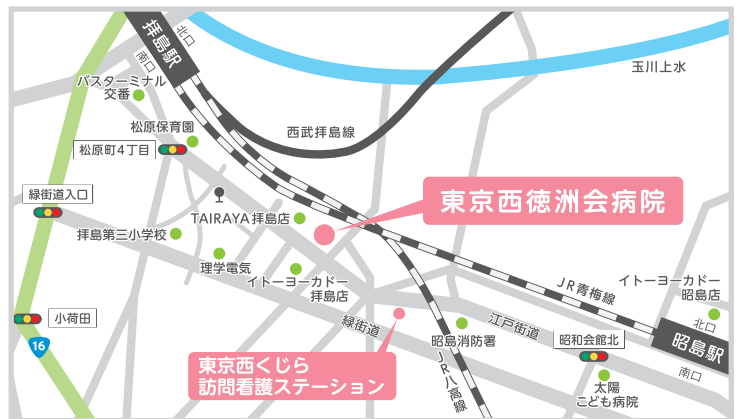 拝島駅
北口
南口
バスターミナル
交番
玉川上水
松原保育園
西武拝島線
松原町4丁目
緑街道入口
東京西徳洲会病院
TAIRAYA拝島店
拝島第三小学校
理学電気
イトーヨーカドー
拝島店
JR青梅線
イトーヨーカドー
昭島店
小荷田
16
緑街道
江戸街道
昭島消防署
昭和会館北
北口
昭島駅
南口
東京西くじら
訪問看護ステーション
JR八高線
太陽
こども病院